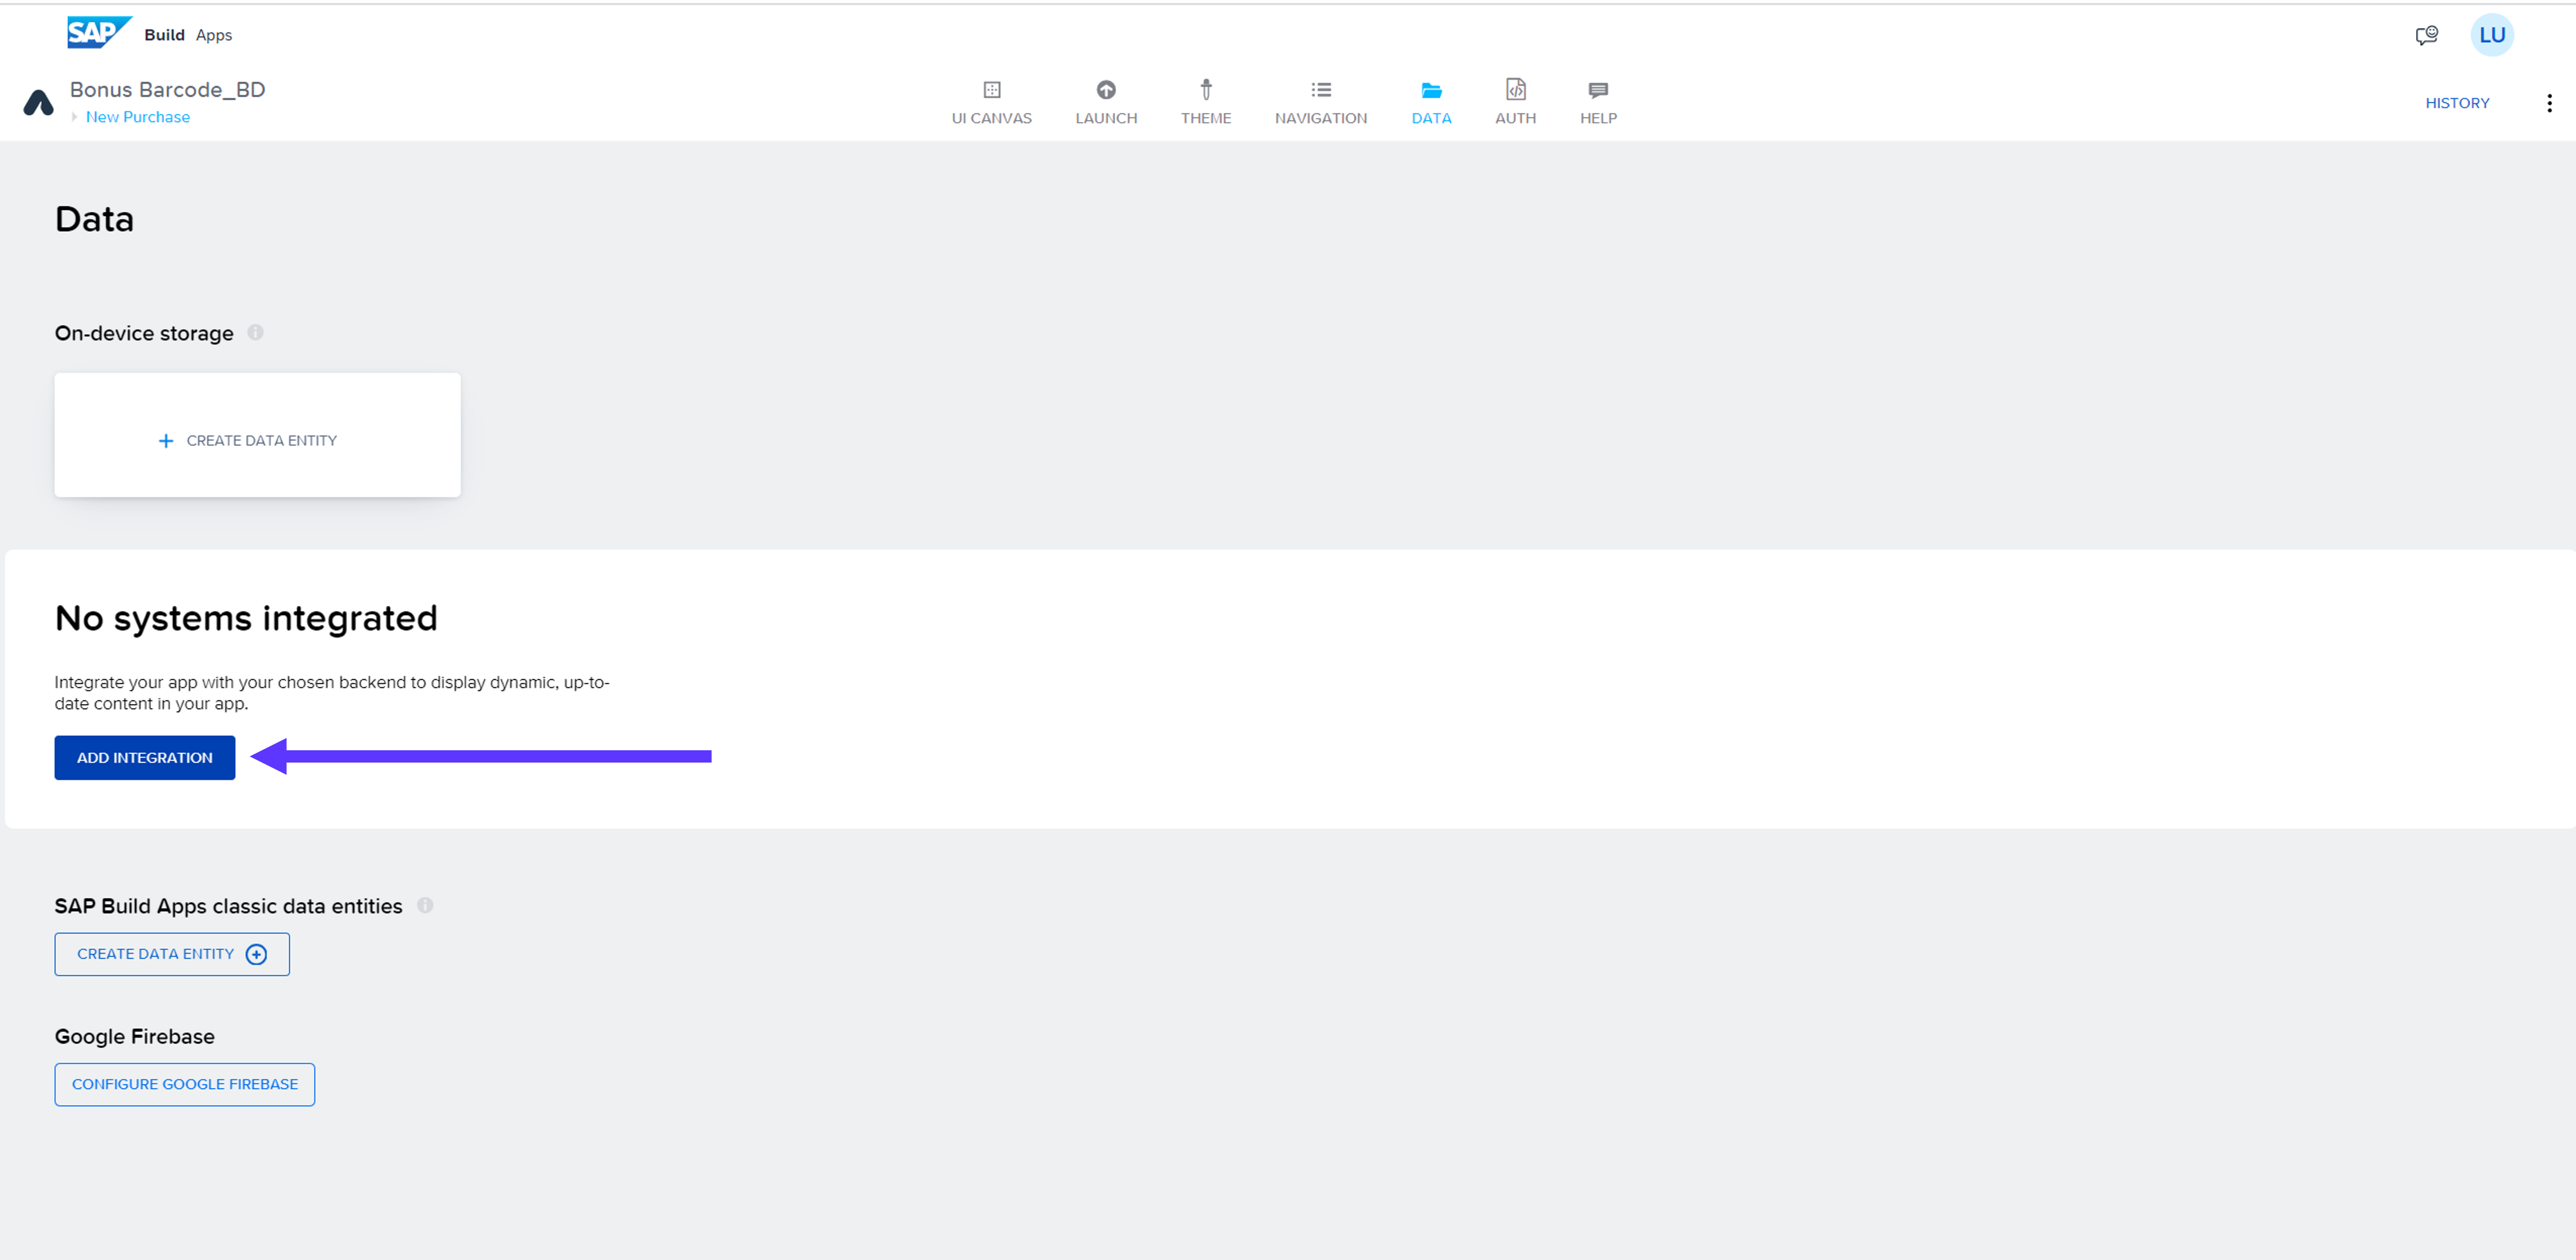 SAP Build Apps
LU
Bonus Barcode_BD
New Purchase
UI CANVAS
LAUNCH
THEME
NAVIGATION
DATA
AUTH
HELP
HISTORY
Data
On-device storage
CREATE DATA ENTITY
No systems integrated
Integrate your app with your chosen backend to display dynamic, up-to-
date content in your app.
ADD INTEGRATION
SAP Build Apps classic data entities
CREATE DATA ENTITY
Google Firebase
CONFIGURE GOOGLE FIREBASE